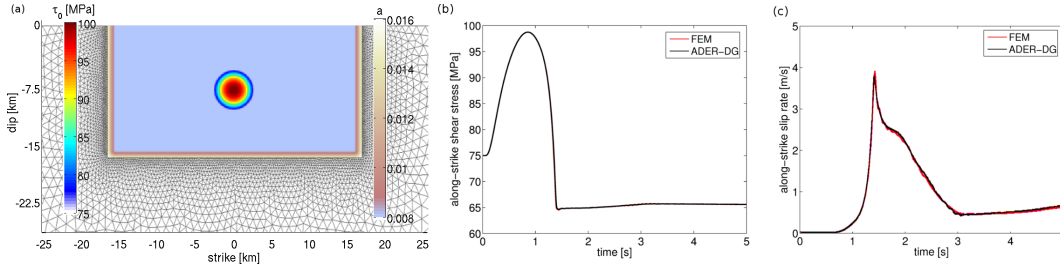 (a)
τ₀ [MPa]
100
95
90
85
80
75
a
0.016
0.014
0.012
0.01
0.008
0
-7.5
-15
-22.5
dip [km]
-25 -20 -15 -10 -5 0 5 10 15 20 25
strike [km]
(b)
100
95
90
85
80
75
70
65
60
along-strike shear stress [MPa]
FEM
ADER-DG
0 1 2 3 4 5
time [s]
(c)
5
4
3
2
1
0
along-strike slip rate [m/s]
FEM
ADER-DG
0 1 2 3 4 5
time [s]